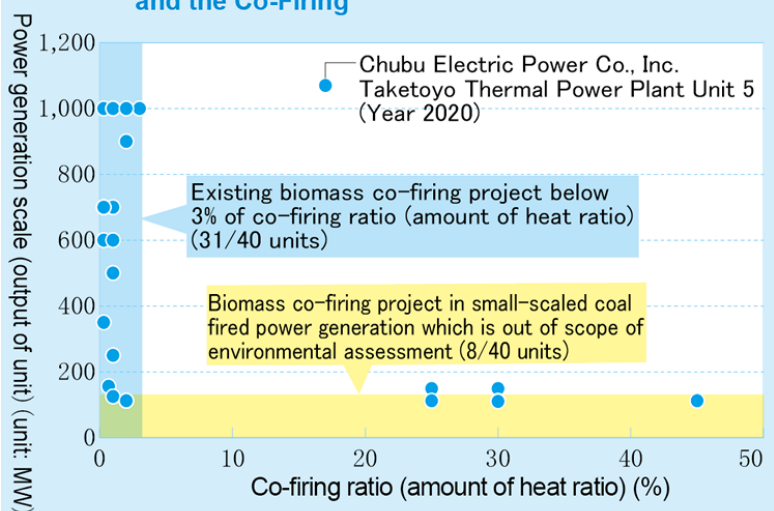 and the Co-Firing
Power generation scale (output of unit) (unit: MW)
1,200
1,000
800
600
400
200
0
Chubu Electric Power Co., Inc.
Taketoyo Thermal Power Plant Unit 5
(Year 2020)
Existing biomass co-firing project below
3% of co-firing ratio (amount of heat ratio)
(31/40 units)
Biomass co-firing project in small-scaled coal
fired power generation which is out of scope of
environmental assessment (8/40 units)
0 10 20 30 40 50
Co-firing ratio (amount of heat ratio) (%)